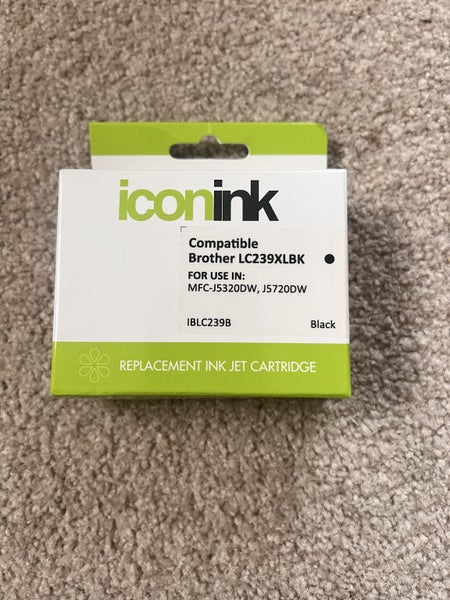 iconink
Compatible
Brother LC239XLBK
FOR USE IN:
MFC-J5320DW, J5720DW
IBLC239B Black
REPLACEMENT INK JET CARTRIDGE